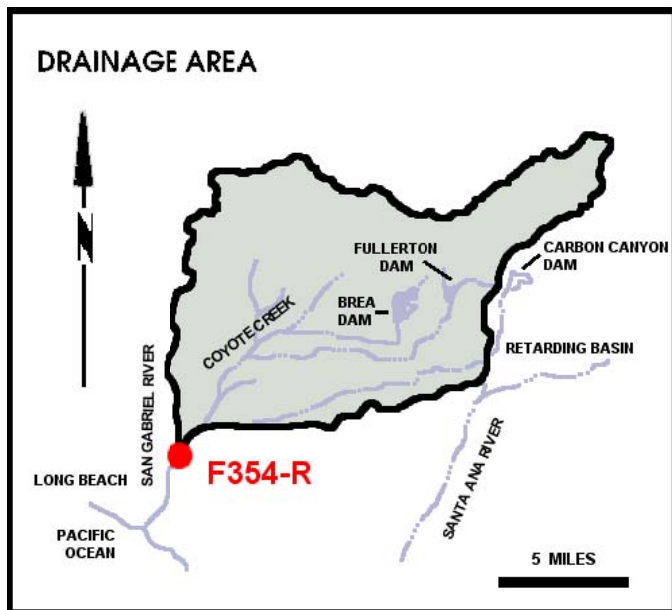 DRAINAGE AREA
N
FULLERTON
DAM
CARBON CANYON
DAM
BREA
DAM
COYOTE CREEK
RETARDING BASIN
SAN GABRIEL RIVER
F354-R
LONG BEACH
SANTA ANA RIVER
PACIFIC
OCEAN
5 MILES